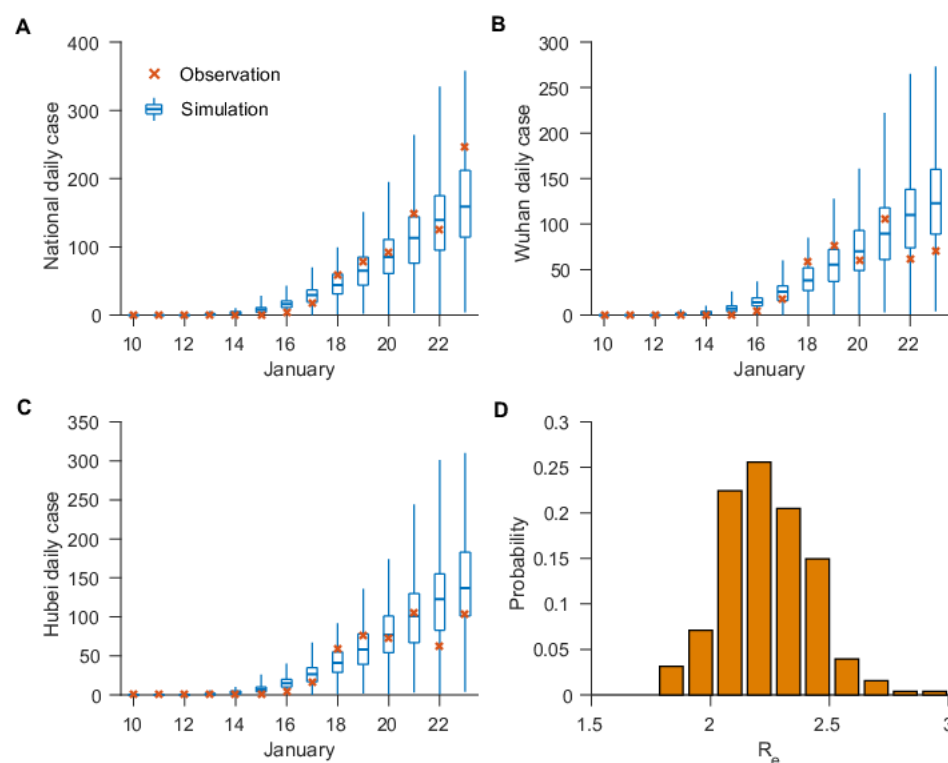 A
National daily case
400
300
200
100
0
Observation
Simulation
10 12 14 16 18 20 22
January
B
Wuhan daily case
300
250
200
150
100
50
0
10 12 14 16 18 20 22
January
C
Hubei daily case
350
300
250
200
150
100
50
0
10 12 14 16 18 20 22
January
D
Probability
0.3
0.25
0.2
0.15
0.1
0.05
0
1.5 2 2.5 3
Re